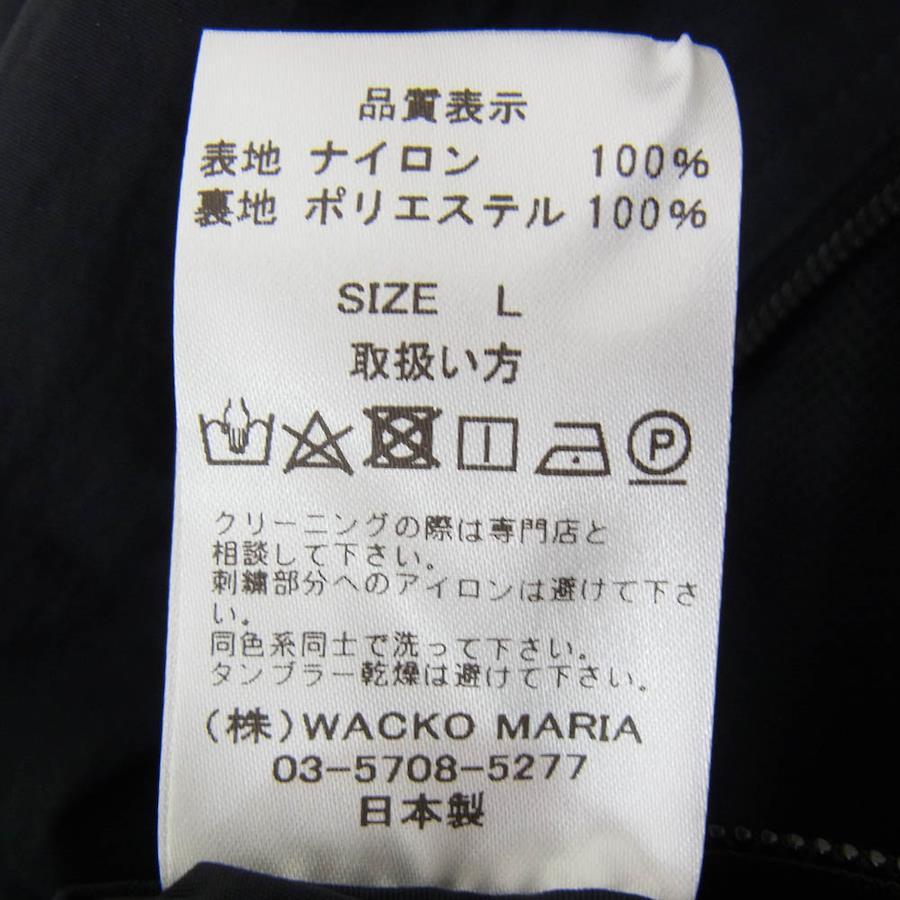 品質表示
表地 ナイロン 100%
裏地 ポリエステル 100%
SIZE L
取扱い方
P
クリーニングの際は専門店と
相談して下さい。
刺繍部分へのアイロンは避けて下さ
い。
同色系同士で洗って下さい。
タンブラー乾燥は避けて下さい。
(株)WACKO MARIA
03-5708-5277
日本製